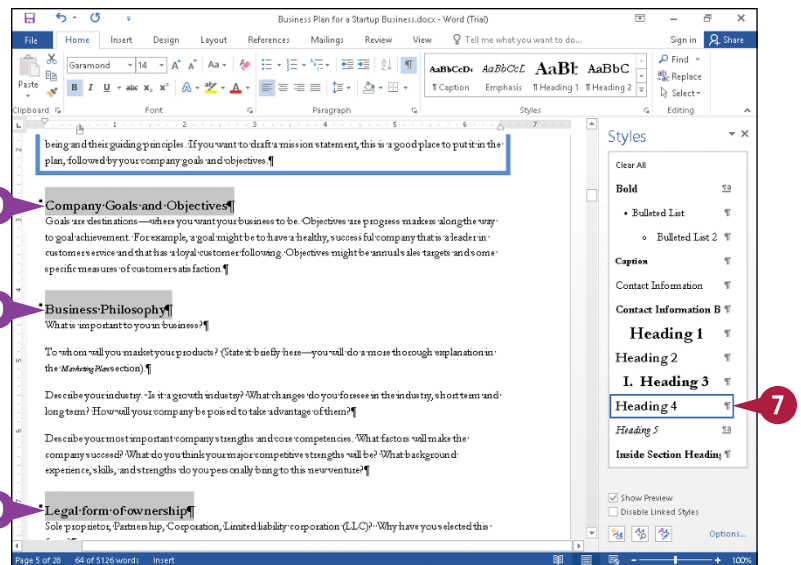 Business Plan for a Startup Business.docx - Word (Trial)
File Home Insert Design Layout References Mailings Review View Tell me what you want to do... Sign in Share
Paste
Garamond 14 A A Aa
B I U abc x₂ x² A A
AaBbCcD AaBbCcL AaBb AaBbC
¶ Caption Emphasis ¶ Heading 1 ¶ Heading 2
Find
Replace
Select
Clipboard Font Paragraph Styles Editing
1 2 3 4 5 6 7
being and their guiding principles. If you want to draft a mission statement, this is a good place to put it in the
plan, followed by your company goals and objectives.¶
Company Goals and Objectives¶
Goals are destinations—where you want your business to be. Objectives are progress markers along the way
to goal achievement. For example, a goal might be to have a healthy, successful company that is a leader in
customer service and that has a loyal customer following. Objectives might be annual sales targets and some
specific measures of customer satisfaction.¶
Business Philosophy¶
What is important to you in business?¶
To whom will you market your products? (State it briefly here—you will do a more thorough explanation in
the Marketing Plan section).¶
Describe your industry. Is it a growth industry? What changes do you foresee in the industry, short term and
long term? How will your company be poised to take advantage of them?¶
Describe your most important company strengths and core competencies. What factors will make the
company succeed? What do you think your major competitive strengths will be? What background
experience, skills, and strengths do you personally bring to this new venture?¶
Legal form of ownership¶
Sole proprietor, Partnership, Corporation, Limited liability corporation (LLC)? Why have you selected this
Styles
Clear All
Bold ¶a
• Bulleted List ¶
o Bulleted List 2 ¶
Caption ¶
Contact Information ¶
Contact Information B ¶
Heading 1 ¶
Heading 2 ¶
I. Heading 3 ¶
Heading 4 ¶
7
Heading 5 ¶a
Inside Section Heading ¶
Show Preview
Disable Linked Styles
Options...
Page 5 of 28 64 of 5126 words Insert 100%